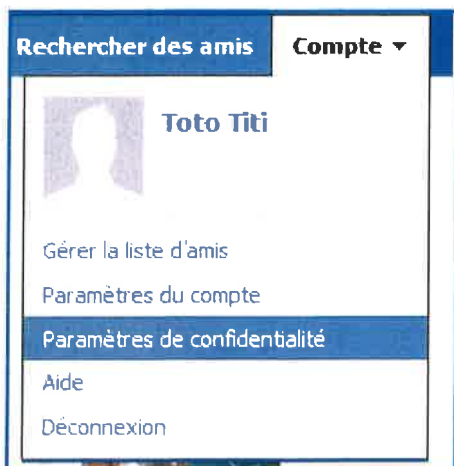 Rechercher des amis Compte ▼
Toto Titi
Gérer la liste d'amis
Paramètres du compte
Paramètres de confidentialité
Aide
Déconnexion